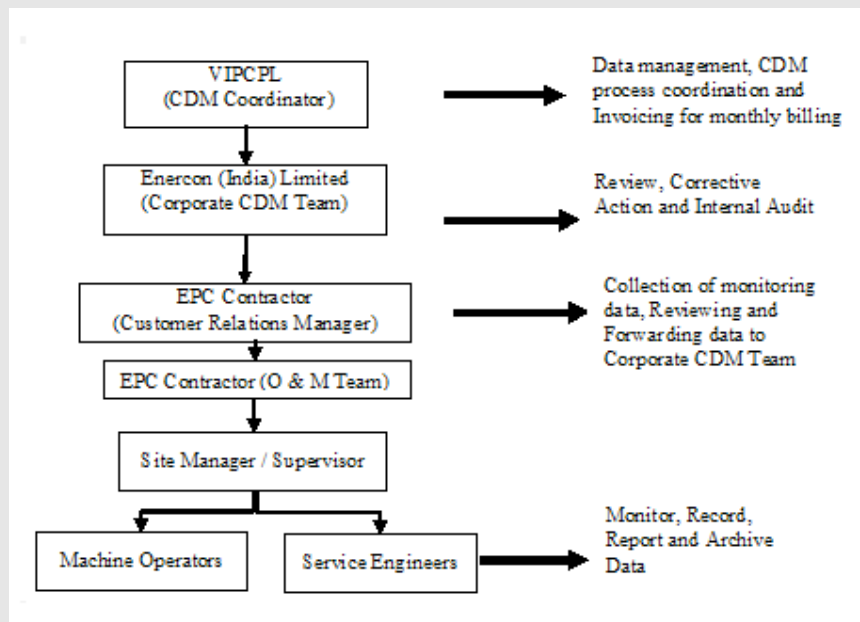 VIPCPL
(CDM Coordinator)
Data management, CDM
process coordination and
Invoicing for monthly billing
Enercon (India) Limited
(Corporate CDM Team)
Review, Corrective
Action and Internal Audit
EPC Contractor
(Customer Relations Manager)
Collection of monitoring
data, Reviewing and
Forwarding data to
Corporate CDM Team
EPC Contractor (O & M Team)
Site Manager / Supervisor
Machine Operators
Service Engineers
Monitor, Record,
Report and Archive
Data